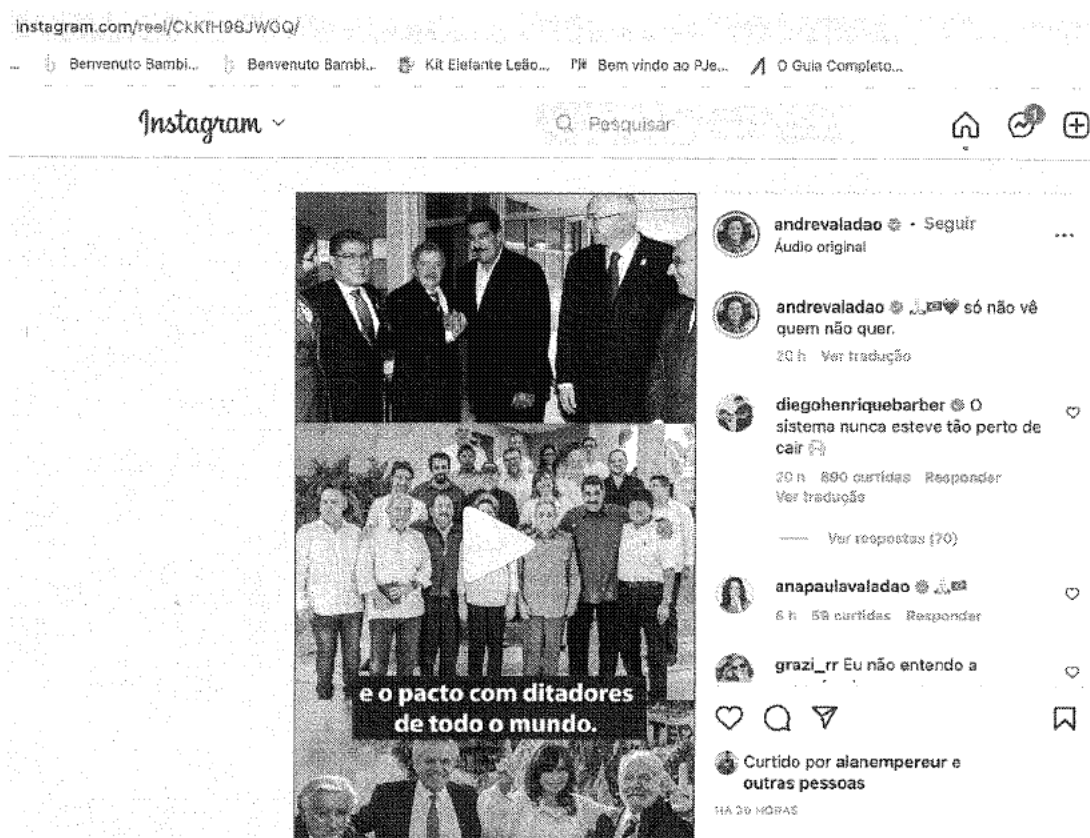 instagram.com/reel/CkKfH98JWGQ/
... Benvenuto Bambi... Benvenuto Bambi... Kit Elefante Leão... PJe Bem vindo ao PJe... O Guia Completo...
Instagram
Pesquisar
andrevaladao • Seguir
Áudio original
...
andrevaladao só não vê
quem não quer.
20 h Ver tradução
diegohenriquebarber O
sistema nunca esteve tão perto de
cair
20 h 890 curtidas Responder
Ver tradução
Ver respostas (70)
anapaulavaladao
6 h 59 curtidas Responder
grazi_rr Eu não entendo a
e o pacto com ditadores
de todo o mundo.
Curtido por alanempereur e
outras pessoas
HÁ 20 HORAS